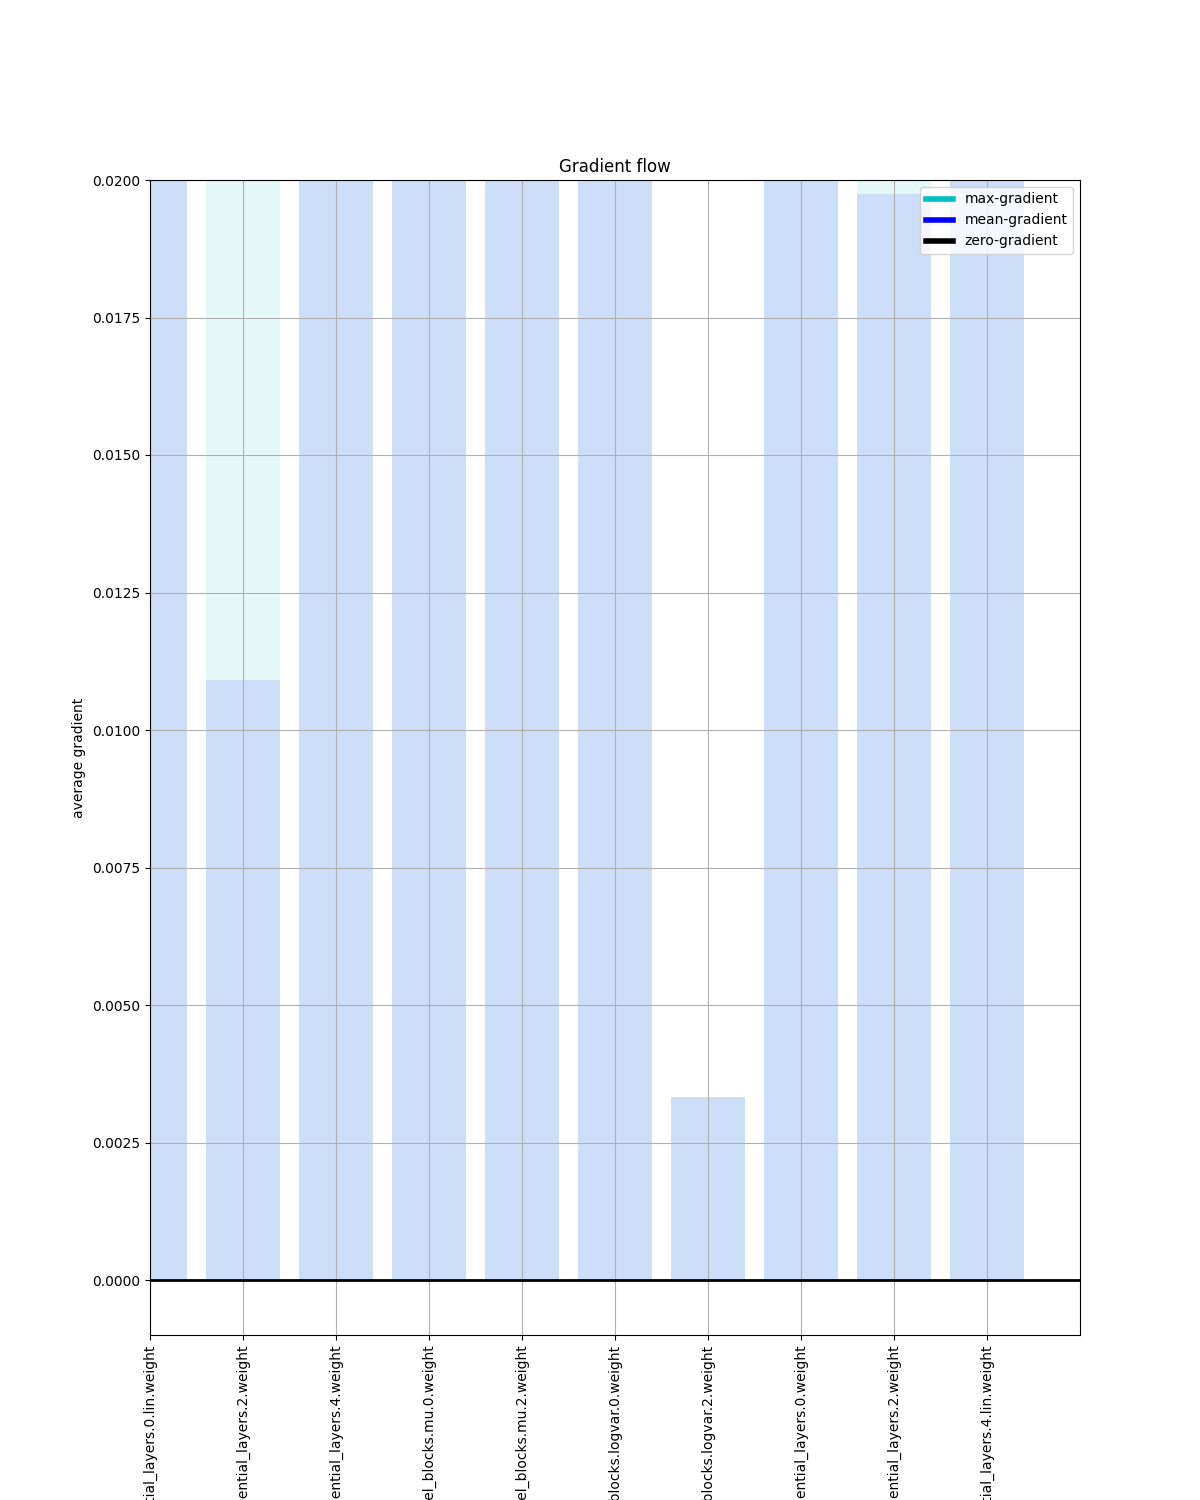 Gradient flow
max-gradient
mean-gradient
zero-gradient
0.0200
0.0175
0.0150
0.0125
0.0100
0.0075
0.0050
0.0025
0.0000
average gradient
tial_layers.0.lin.weight
ential_layers.2.weight
ential_layers.4.weight
el_blocks.mu.0.weight
el_blocks.mu.2.weight
blocks.logvar.0.weight
blocks.logvar.2.weight
ential_layers.0.weight
ential_layers.2.weight
tial_layers.4.lin.weight